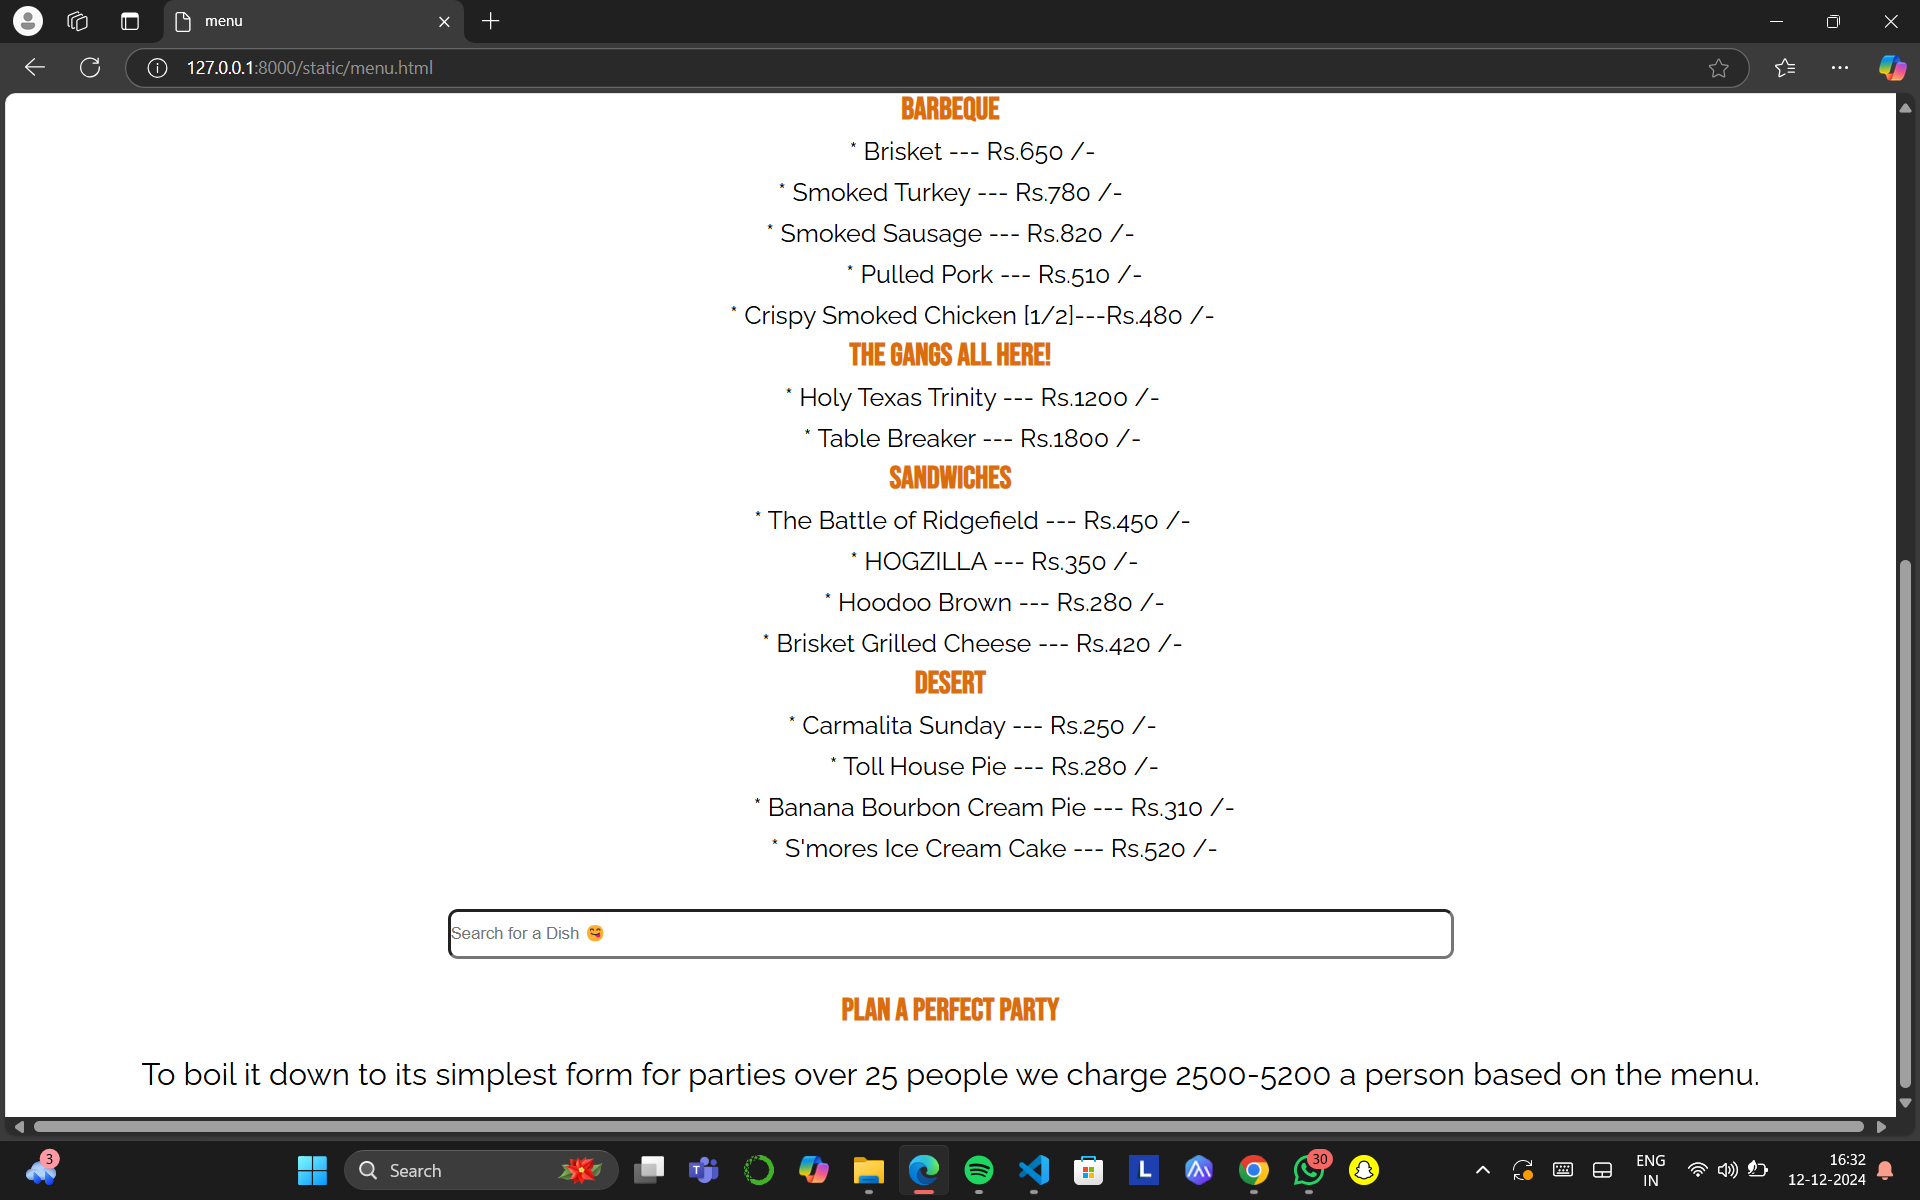 menu
127.0.0.1:8000/static/menu.html
BARBEQUE
* Brisket --- Rs.650 /-
* Smoked Turkey --- Rs.780 /-
* Smoked Sausage --- Rs.820 /-
* Pulled Pork --- Rs.510 /-
* Crispy Smoked Chicken [1/2]---Rs.480 /-
THE GANGS ALL HERE!
* Holy Texas Trinity --- Rs.1200 /-
* Table Breaker --- Rs.1800 /-
SANDWICHES
* The Battle of Ridgefield --- Rs.450 /-
* HOGZILLA --- Rs.350 /-
* Hoodoo Brown --- Rs.280 /-
* Brisket Grilled Cheese --- Rs.420 /-
DESERT
* Carmalita Sunday --- Rs.250 /-
* Toll House Pie --- Rs.280 /-
* Banana Bourbon Cream Pie --- Rs.310 /-
* S'mores Ice Cream Cake --- Rs.520 /-
Search for a Dish 😋
PLAN A PERFECT PARTY
To boil it down to its simplest form for parties over 25 people we charge 2500-5200 a person based on the menu.
3
Search
T
L
30
ENG
IN
16:32
12-12-2024